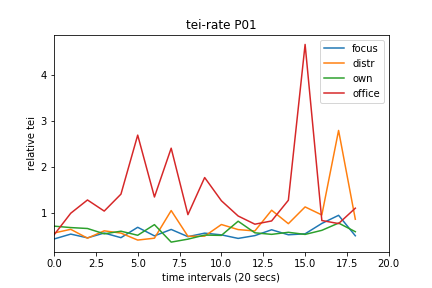 tei-rate P01
focus
distr
own
office
relative tei
4
3
2
1
0.0 2.5 5.0 7.5 10.0 12.5 15.0 17.5 20.0
time intervals (20 secs)